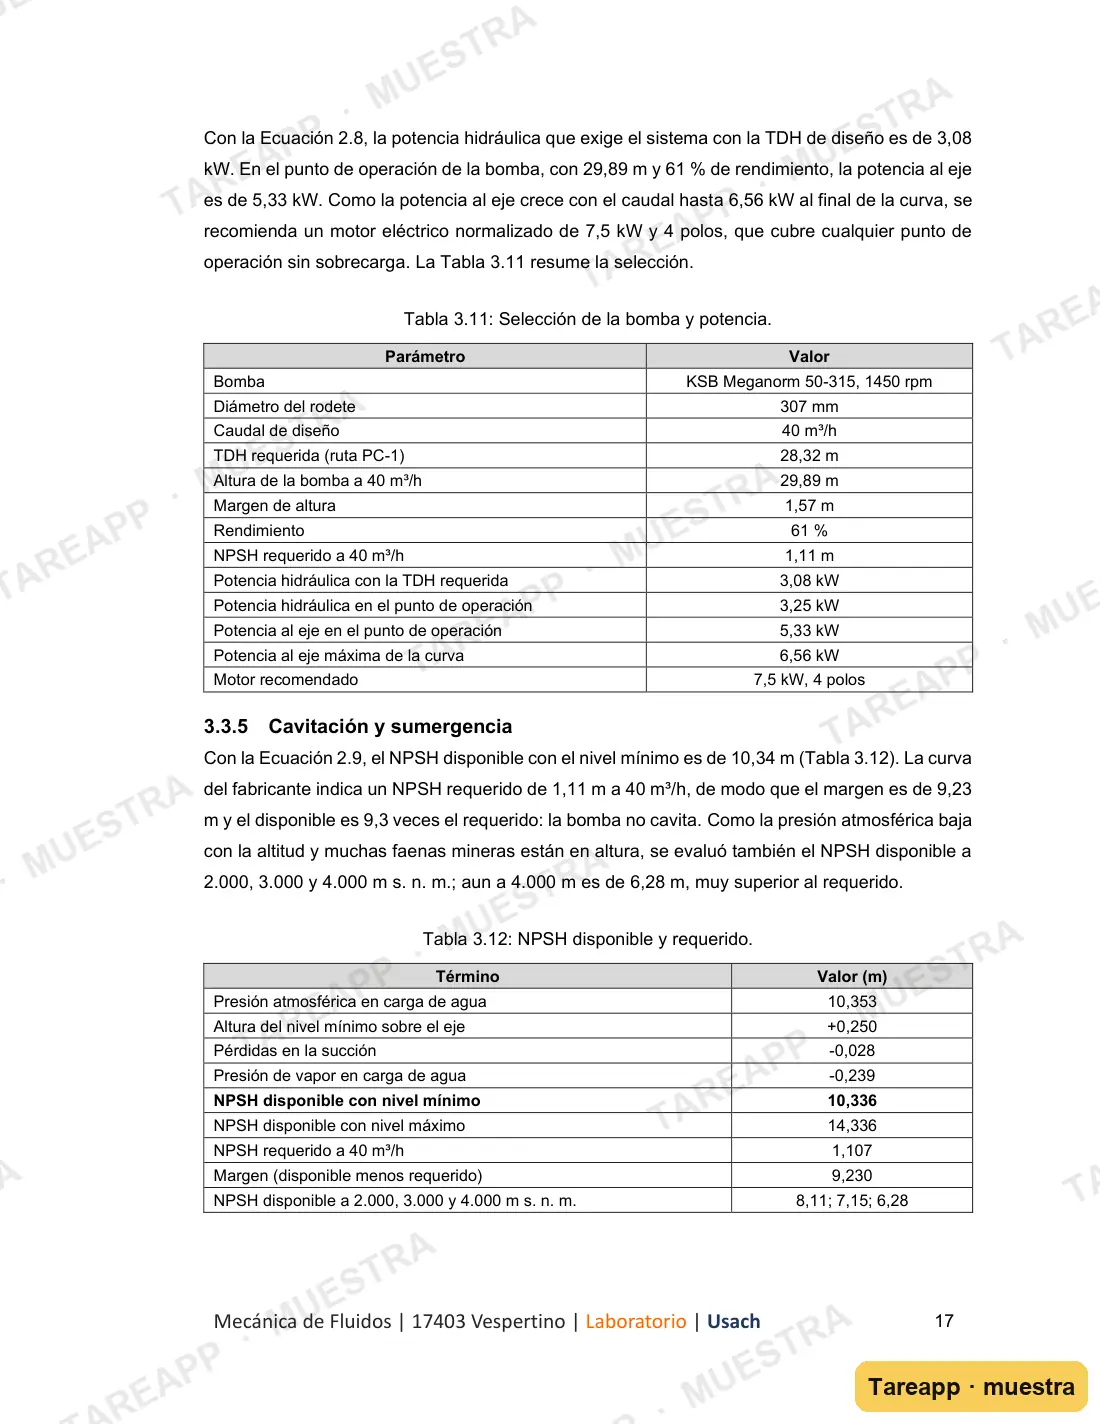 Con la Ecuación 2.8, la potencia hidráulica que exige el sistema con la TDH de diseño es de 3,08
kW. En el punto de operación de la bomba, con 29,89 m y 61 % de rendimiento, la potencia al eje
es de 5,33 kW. Como la potencia al eje crece con el caudal hasta 6,56 kW al final de la curva, se
recomienda un motor eléctrico normalizado de 7,5 kW y 4 polos, que cubre cualquier punto de
operación sin sobrecarga. La Tabla 3.11 resume la selección.
Tabla 3.11: Selección de la bomba y potencia.
Parámetro Valor
Bomba KSB Meganorm 50-315, 1450 rpm
Diámetro del rodete 307 mm
Caudal de diseño 40 m³/h
TDH requerida (ruta PC-1) 28,32 m
Altura de la bomba a 40 m³/h 29,89 m
Margen de altura 1,57 m
Rendimiento 61 %
NPSH requerido a 40 m³/h 1,11 m
Potencia hidráulica con la TDH requerida 3,08 kW
Potencia hidráulica en el punto de operación 3,25 kW
Potencia al eje en el punto de operación 5,33 kW
Potencia al eje máxima de la curva 6,56 kW
Motor recomendado 7,5 kW, 4 polos
3.3.5 Cavitación y sumergencia
Con la Ecuación 2.9, el NPSH disponible con el nivel mínimo es de 10,34 m (Tabla 3.12). La curva
del fabricante indica un NPSH requerido de 1,11 m a 40 m³/h, de modo que el margen es de 9,23
m y el disponible es 9,3 veces el requerido: la bomba no cavita. Como la presión atmosférica baja
con la altitud y muchas faenas mineras están en altura, se evaluó también el NPSH disponible a
2.000, 3.000 y 4.000 m s. n. m.; aun a 4.000 m es de 6,28 m, muy superior al requerido.
Tabla 3.12: NPSH disponible y requerido.
Término Valor (m)
Presión atmosférica en carga de agua 10,353
Altura del nivel mínimo sobre el eje +0,250
Pérdidas en la succión -0,028
Presión de vapor en carga de agua -0,239
NPSH disponible con nivel mínimo 10,336
NPSH disponible con nivel máximo 14,336
NPSH requerido a 40 m³/h 1,107
Margen (disponible menos requerido) 9,230
NPSH disponible a 2.000, 3.000 y 4.000 m s. n. m. 8,11; 7,15; 6,28
Mecánica de Fluidos | 17403 Vespertino | Laboratorio | Usach 17
Tareapp · muestra
TAREAPP · MUESTRA